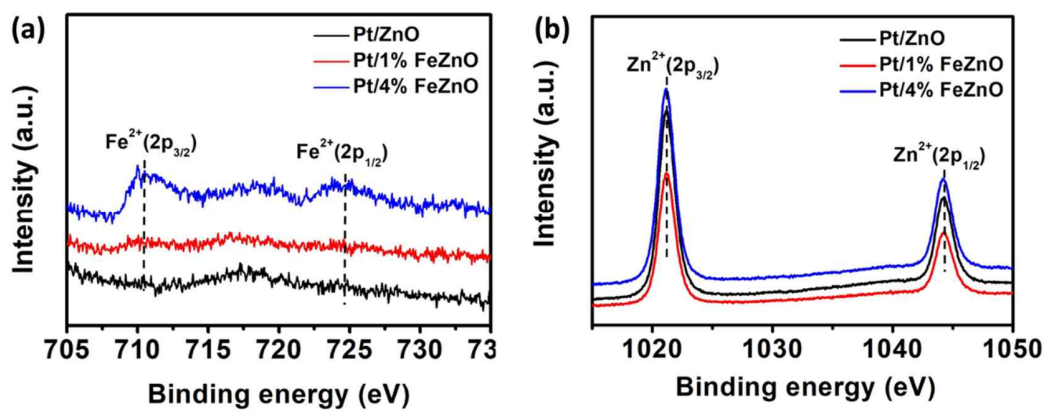 (a)
Pt/ZnO
Pt/1% FeZnO
Pt/4% FeZnO
Fe²⁺(2p₃/₂)
Fe²⁺(2p₁/₂)
Intensity (a.u.)
705 710 715 720 725 73
Binding energy (eV)
(b)
Pt/ZnO
Pt/1% FeZnO
Pt/4% FeZnO
Zn²⁺(2p₃/₂)
Zn²⁺(2p₁/₂)
Intensity (a.u.)
1020 1030 1040 1050
Binding energy (eV)